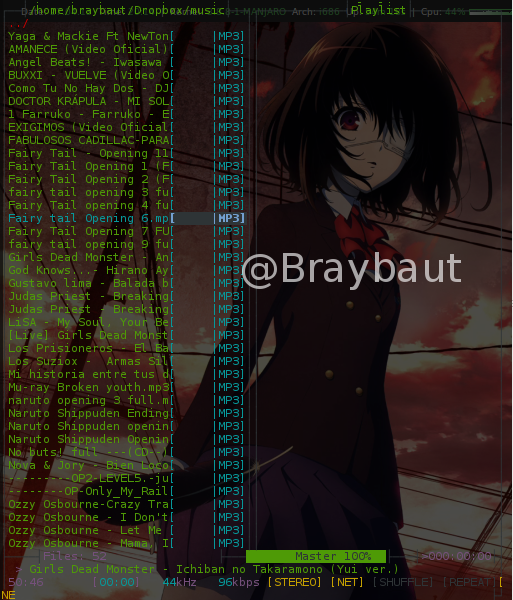 /home/braybaut/Dropbox/music Playlist
../
Yaga & Mackie Ft NewTon[ |MP3]
AMANECE (Video Oficial)[ |MP3]
Angel Beats! - Iwasawa [ |MP3]
BUXXI - VUELVE (Video O[ |MP3]
Como Tu No Hay Dos - DJ[ |MP3]
DOCTOR KRÁPULA - MI SOL[ |MP3]
l Farruko - Farruko - E[ |MP3]
EXIGIMOS (Video Oficial[ |MP3]
FABULOSOS CADILLAC-PARA[ |MP3]
Fairy Tail - Opening 11[ |MP3]
Fairy Tail Opening 1 (F[ |MP3]
Fairy Tail Opening 2 (F[ |MP3]
fairy tail opening 3 fu[ |MP3]
Fairy tail opening 4 fu[ |MP3]
Fairy tail Opening 6.mp[ |MP3]
Fairy Tail Opening 7 FU[ |MP3]
fairy tail opening 9 fu[ |MP3]
Girls Dead Monster - An[ |MP3]
God Knows...- Hirano Ay[ |MP3]
Gustavo lima - Balada b[ |MP3]
Judas Priest - Breaking[ |MP3]
Judas Priest - Breaking[ |MP3]
LiSA - My Soul, Your Be[ |MP3]
[Live] Girls Dead Monst[ |MP3]
Los Prisioneros - El Ba[ |MP3]
Los Suziox - Armas Sil[ |MP3]
Mi historia entre tus d[ |MP3]
Mu-ray Broken youth.mp3[ |MP3]
naruto opening 3 full.m[ |MP3]
Naruto Shippuden Ending[ |MP3]
Naruto Shippuden openin[ |MP3]
Naruto Shippuden Openin[ |MP3]
No buts! full ---(CD--)[ |MP3]
Nova & Jory - Bien Loco[ |MP3]
---------OP2-LEVEL5.-ju[ |MP3]
--------OP-Only_My_Rail[ |MP3]
Ozzy Osbourne-Crazy Tra[ |MP3]
Ozzy Osbourne - I Don't[ |MP3]
Ozzy Osbourne - Let Me [ |MP3]
Ozzy Osbourne - Mama, I[ |MP3]
@Braybaut
Files: 52 Master 100% >000:00:00
> Girls Dead Monster - Ichiban no Takaramono (Yui ver.)
50:46 [00:00] 44kHz 96kbps [STEREO] [NET] [SHUFFLE] [REPEAT][
NE